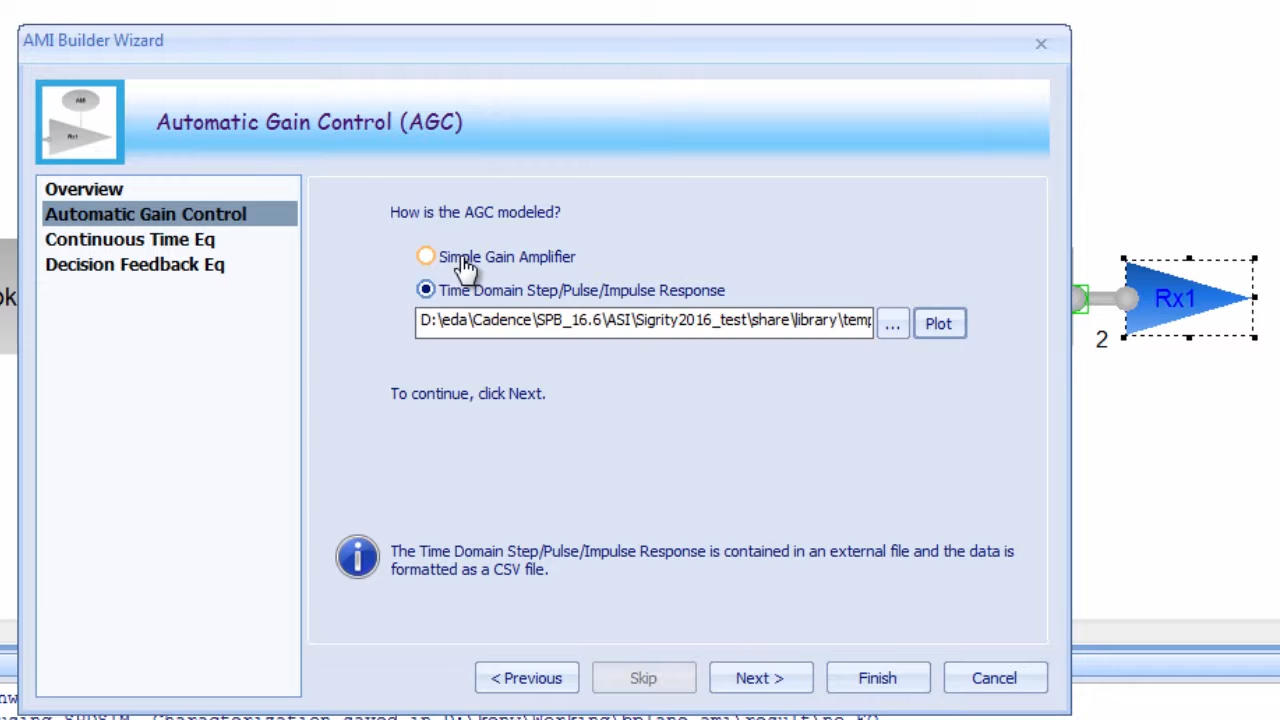 AMI Builder Wizard
AMI
Rx1
Automatic Gain Control (AGC)
Overview
Automatic Gain Control
Continuous Time Eq
Decision Feedback Eq
How is the AGC modeled?
Simple Gain Amplifier
Time Domain Step/Pulse/Impulse Response
D:\eda\Cadence\SPB_16.6\ASI\Sigrity2016_test\share\library\temp
...
Plot
To continue, click Next.
The Time Domain Step/Pulse/Impulse Response is contained in an external file and the data is
formatted as a CSV file.
< Previous
Skip
Next >
Finish
Cancel
Rx1
2